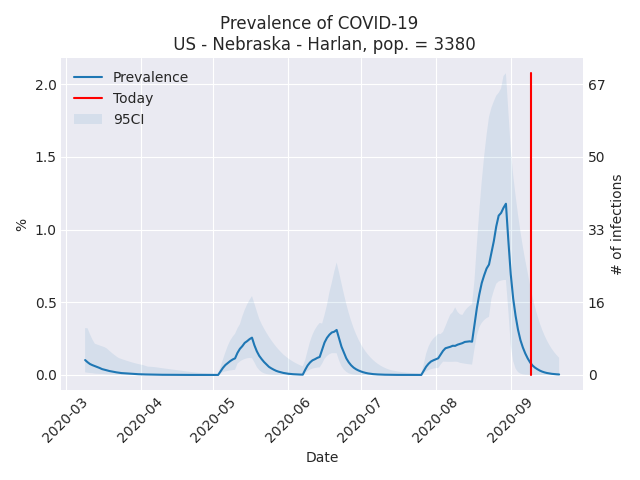 Prevalence of COVID-19
US - Nebraska - Harlan, pop. = 3380
Prevalence
Today
95CI
2.0
1.5
1.0
0.5
0.0
%
67
50
33
16
0
# of infections
2020-03
2020-04
2020-05
2020-06
2020-07
2020-08
2020-09
Date